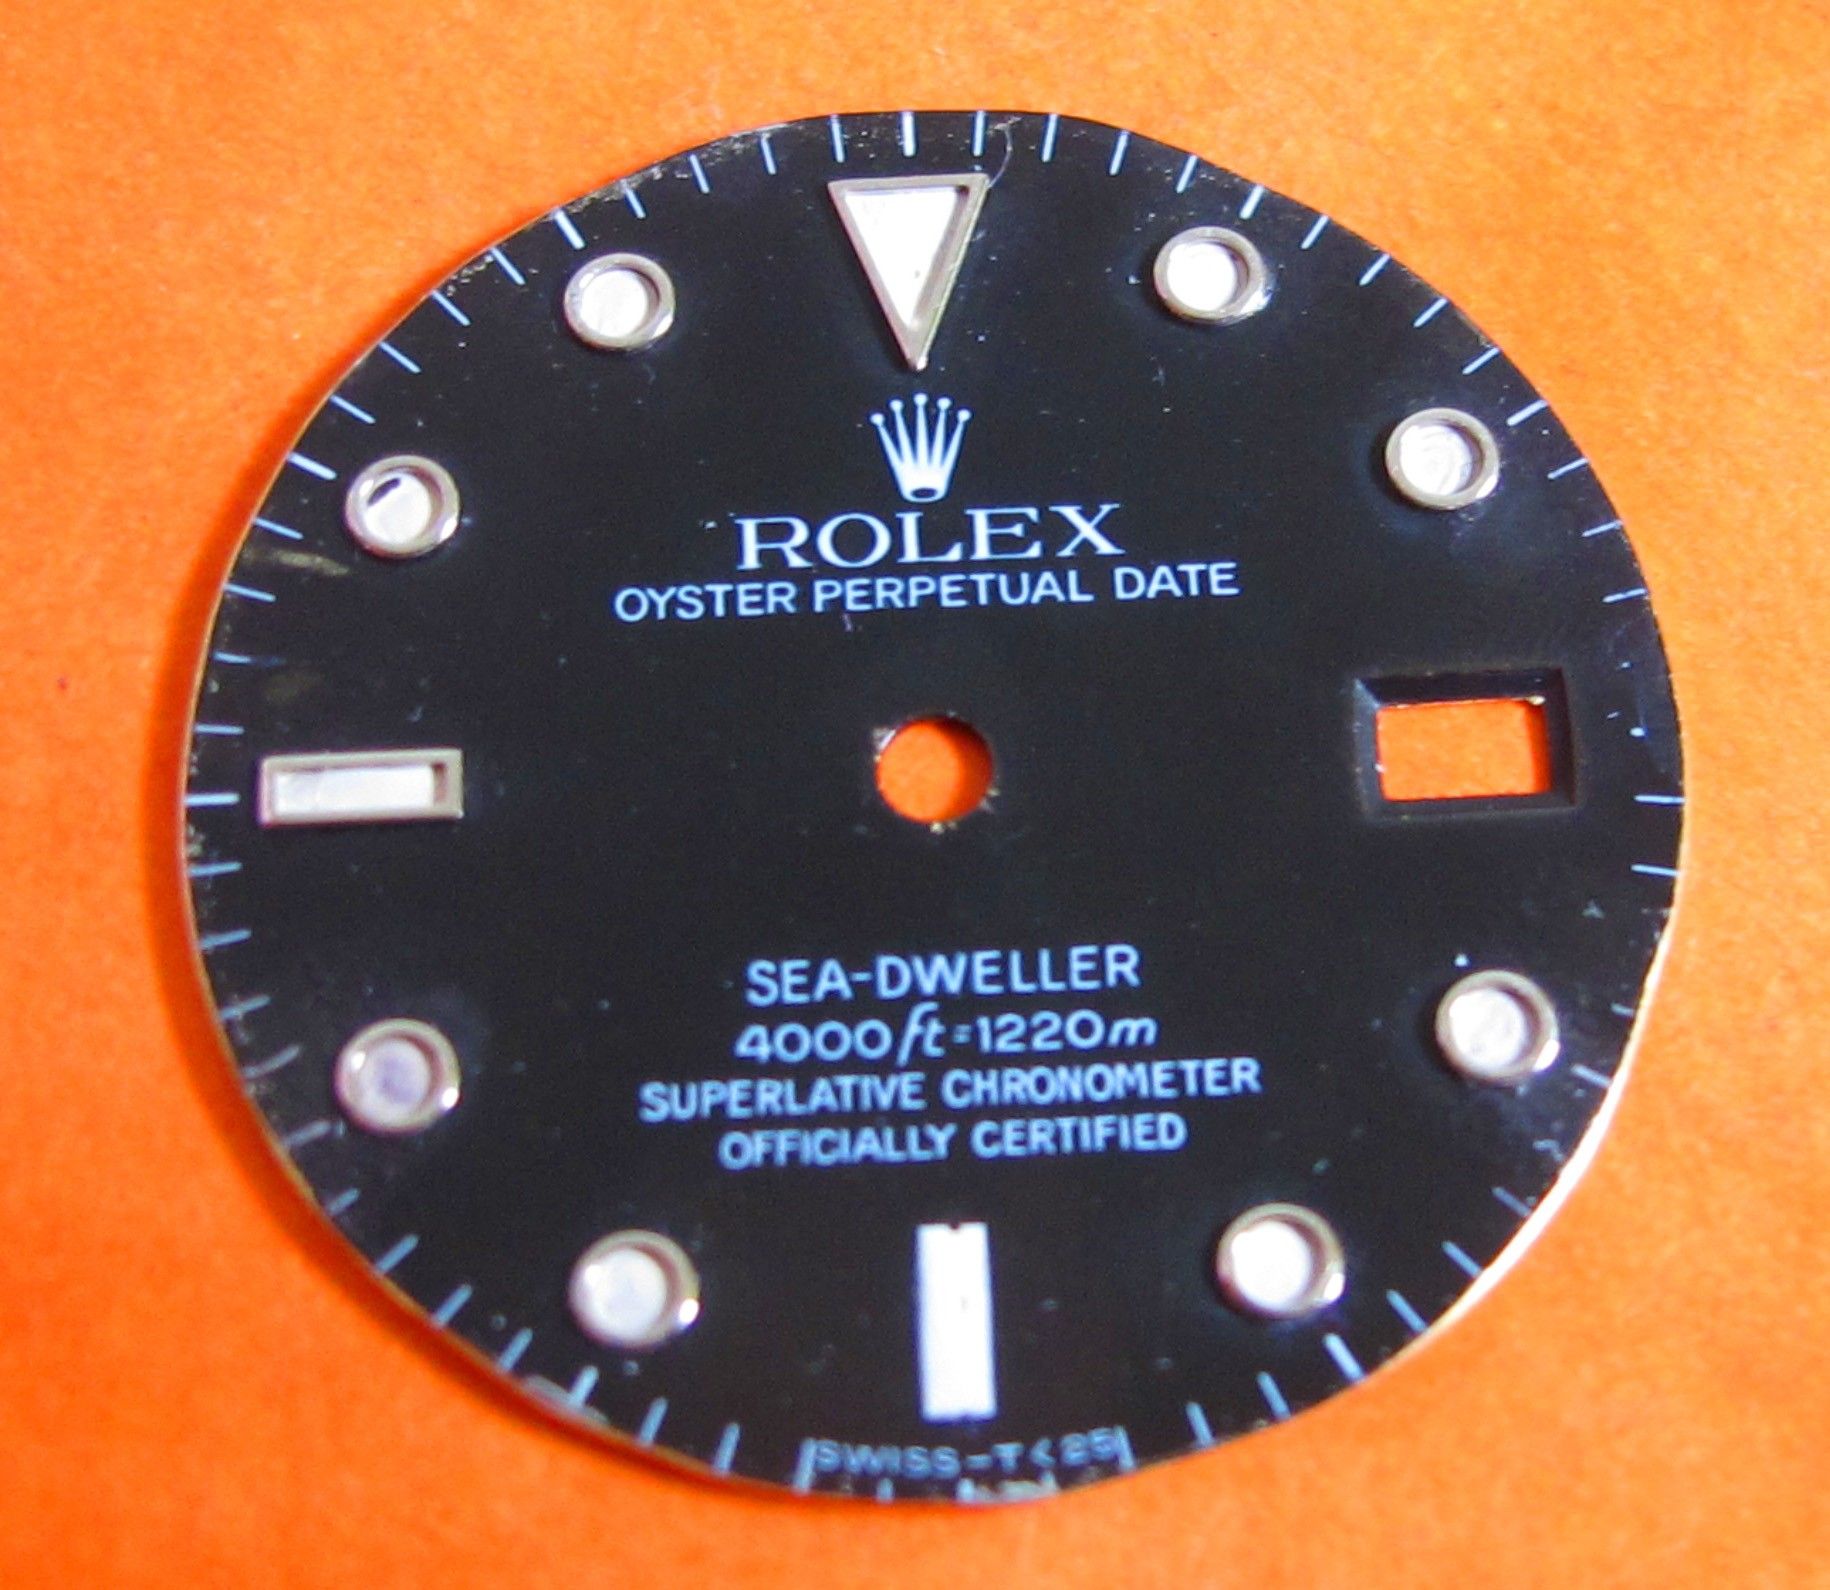 ROLEX
OYSTER PERPETUAL DATE
SEA-DWELLER
4000ft=1220m
SUPERLATIVE CHRONOMETER
OFFICIALLY CERTIFIED
SWISS-T<25